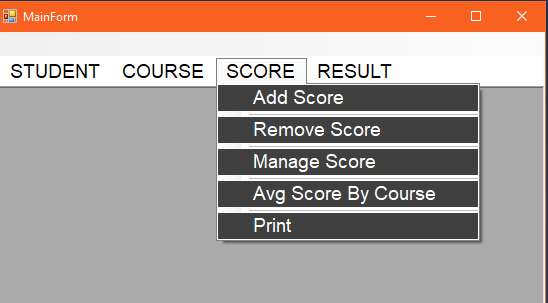 MainForm
STUDENT COURSE SCORE RESULT
Add Score
Remove Score
Manage Score
Avg Score By Course
Print